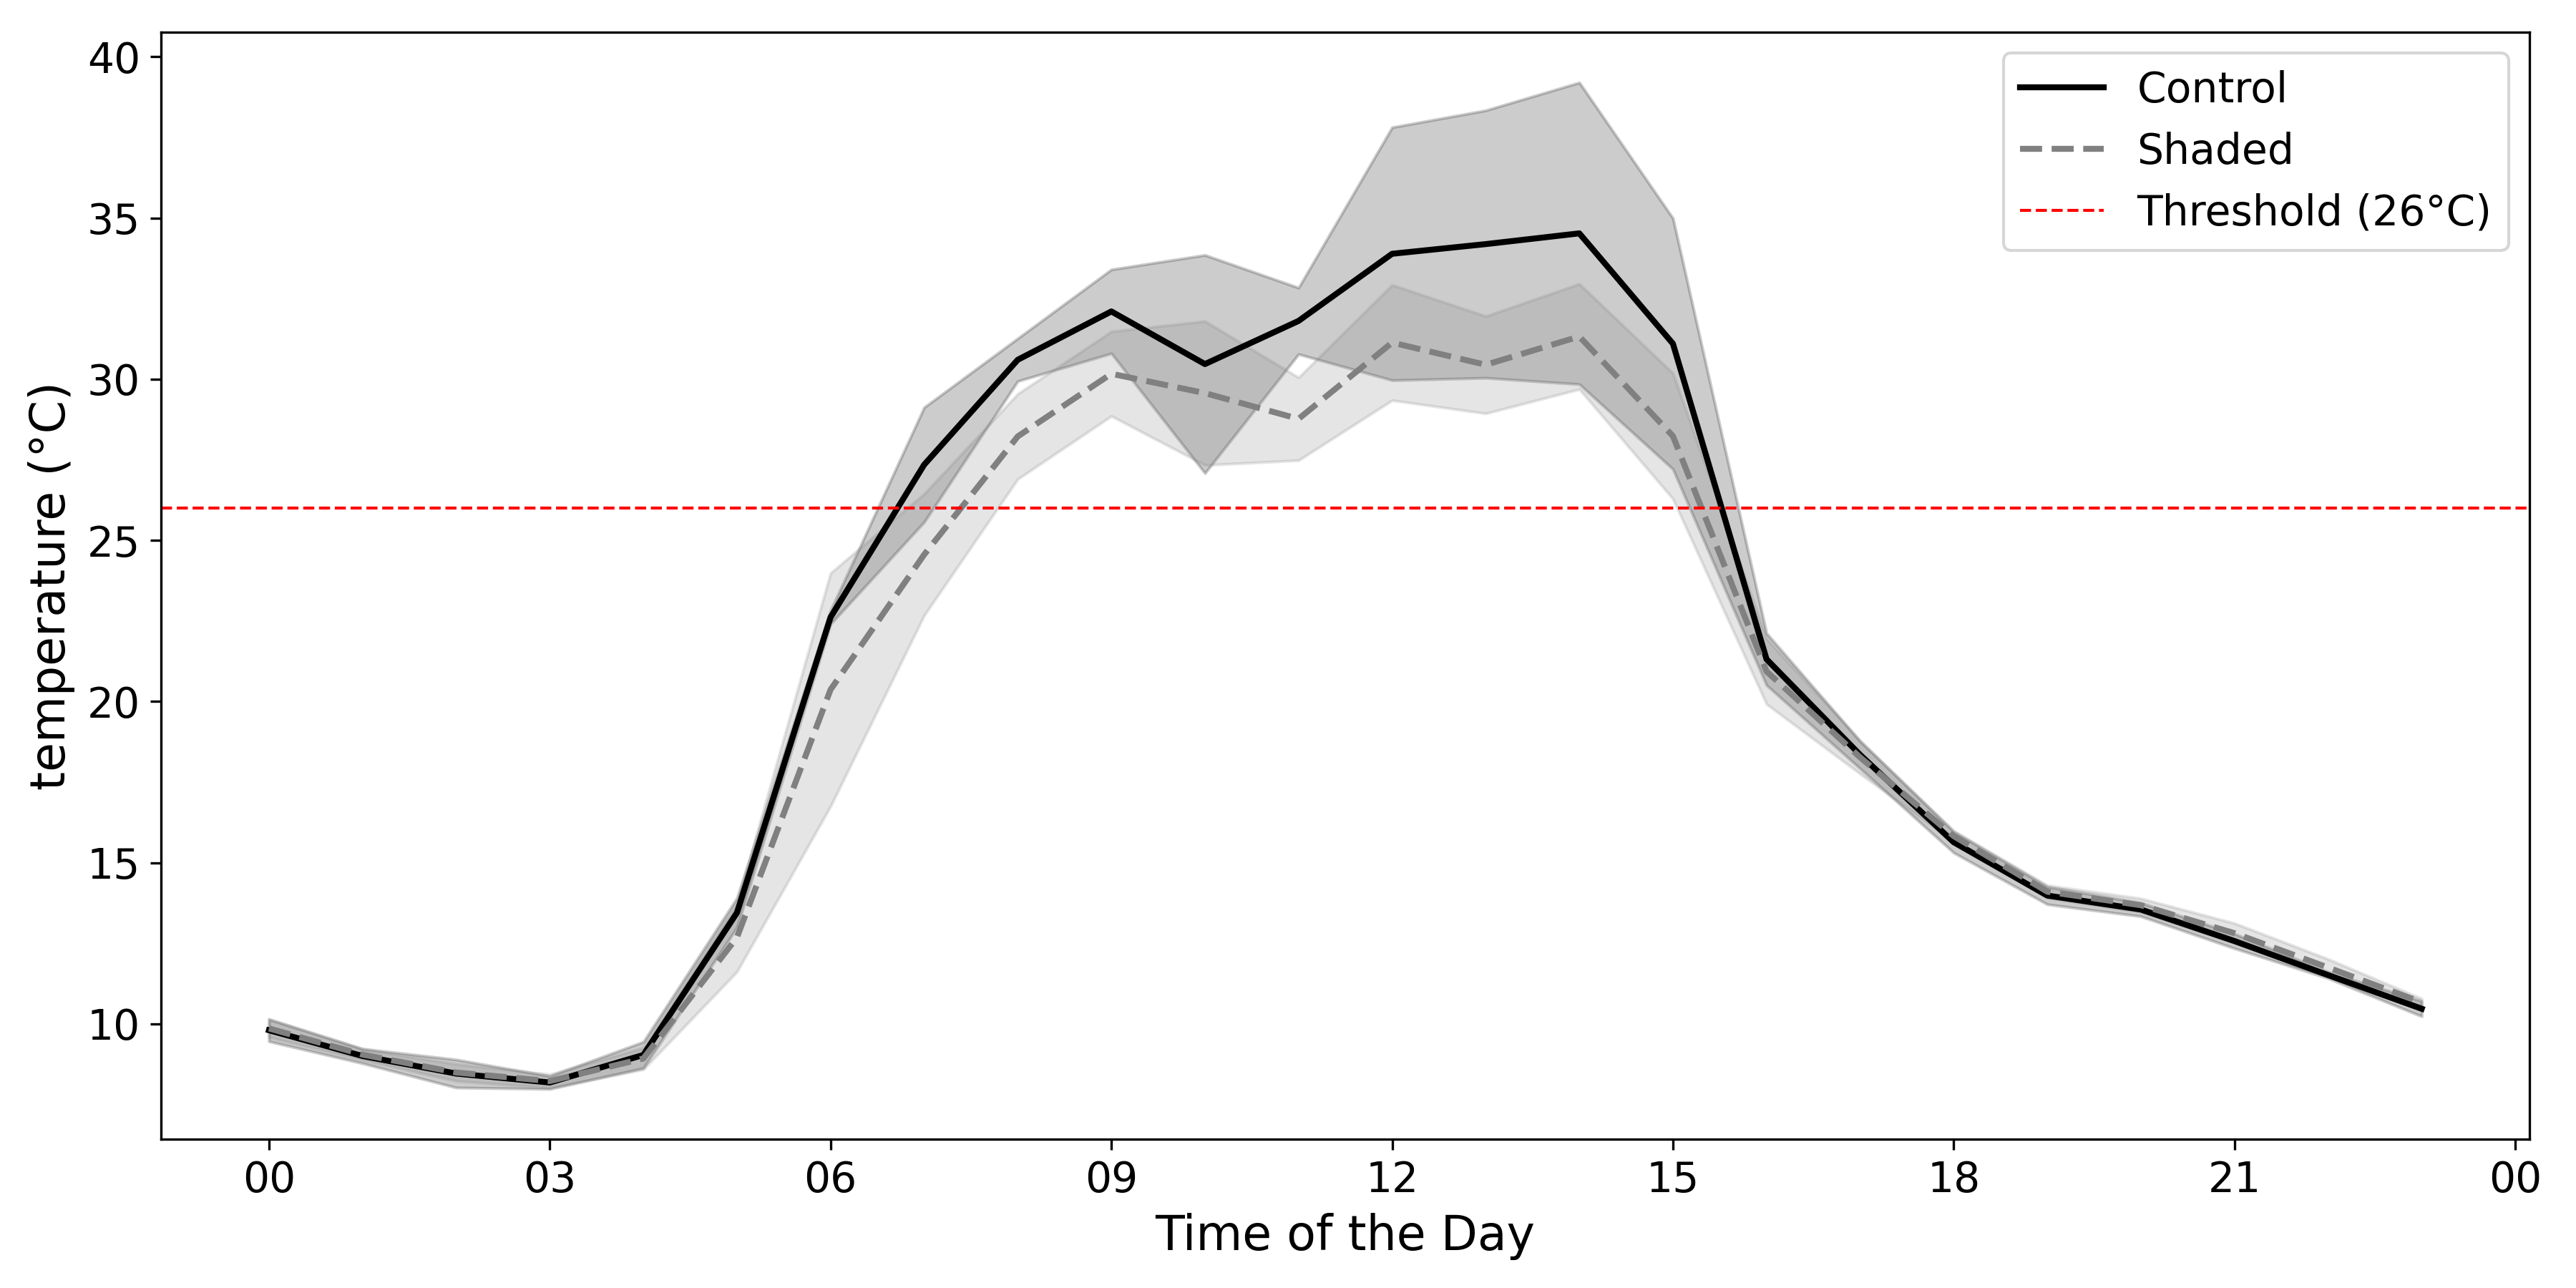 40
35
30
25
20
15
10
temperature (°C)
Control
Shaded
Threshold (26°C)
00 03 06 09 12 15 18 21 00
Time of the Day